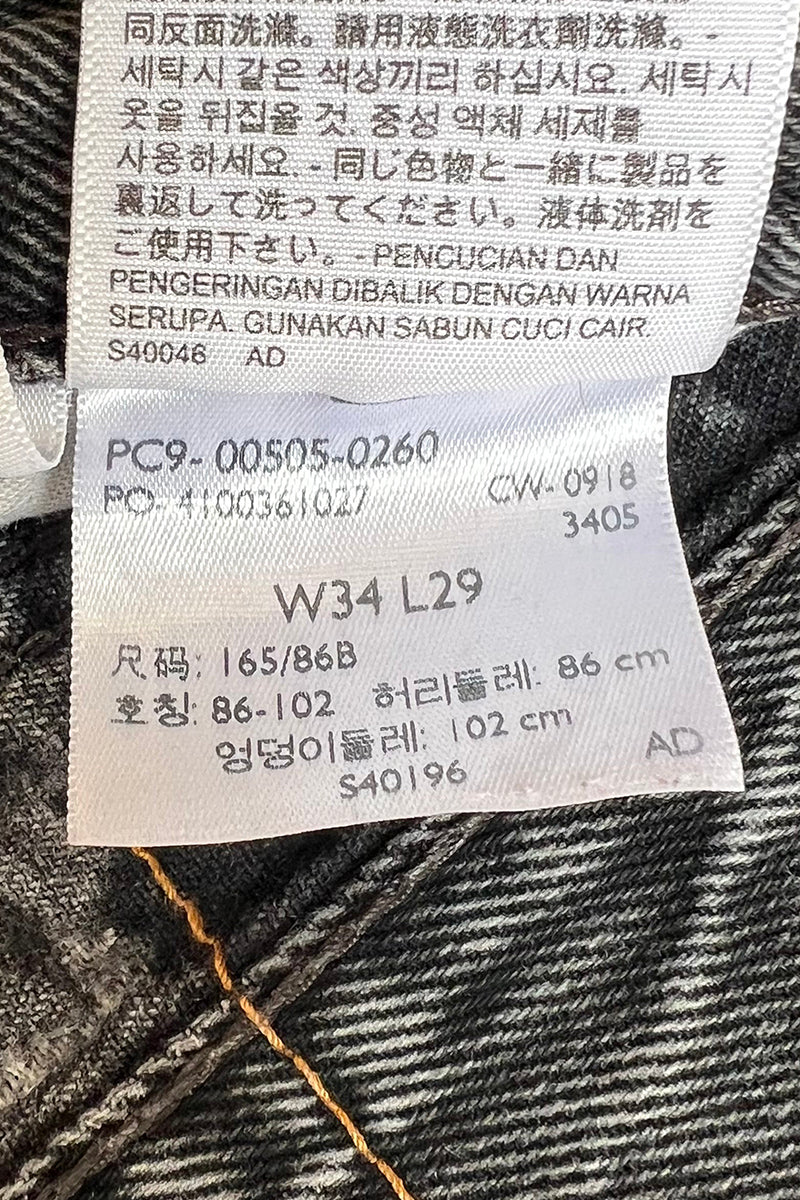 同反面洗滌。請用液態洗衣劑洗滌。-
세탁시 같은 색상끼리 하십시요. 세탁시
옷을 뒤집을 것. 중성 액체 세제를
사용하세요. - 同じ色物と一緒に製品を
裏返して洗ってください。液体洗剤を
ご使用下さい。- PENCUCIAN DAN
PENGERINGAN DIBALIK DENGAN WARNA
SERUPA. GUNAKAN SABUN CUCI CAIR.
S40046 AD
PC9- 00505-0260
PO- 4100361027 CW- 0918
3405
W34 L29
尺码: 165/86B
호칭: 86-102 허리둘레: 86 cm
엉덩이둘레: 102 cm
S40196 AD